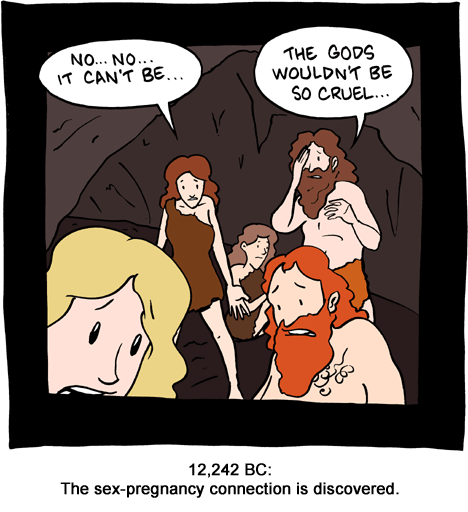 NO... NO...
IT CAN'T BE...
THE GODS
WOULDN'T BE
SO CRUEL...
12,242 BC:
The sex-pregnancy connection is discovered.